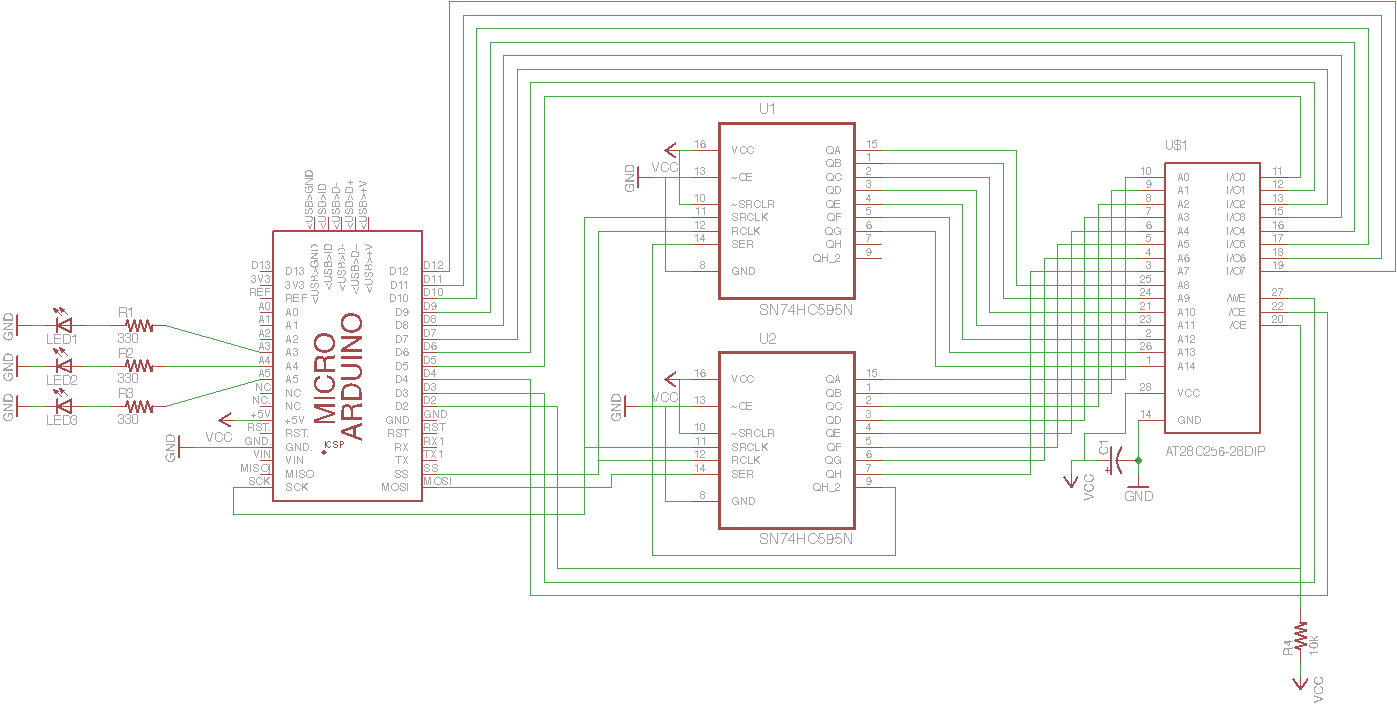 U1
16 VCC QA 15
QB 1
13 ~CE QC 2
QD 3
10 ~SRCLR QE 4
11 SRCLK QF 5
12 RCLK QG 6
14 SER QH 7
QH_2 9
8 GND
SN74HC595N
VCC
GND
U2
16 VCC QA 15
QB 1
13 ~CE QC 2
QD 3
10 ~SRCLR QE 4
11 SRCLK QF 5
12 RCLK QG 6
14 SER QH 7
QH_2 9
8 GND
SN74HC595N
VCC
GND
U$1
10 A0 I/O0 11
9 A1 I/O1 12
8 A2 I/O2 13
7 A3 I/O3 15
6 A4 I/O4 16
5 A5 I/O5 17
4 A6 I/O6 18
3 A7 I/O7 19
25 A8
24 A9 /WE 27
21 A10 /OE 22
23 A11 /CE 20
2 A12
26 A13
1 A14
28 VCC
14 GND
AT28C256-28DIP
C1
+
VCC
GND
R4
10k
VCC
<USB>GND
<USB>ID
<USB>D-
<USB>D+
<USB>+V
<USB>GND
<USB>ID
<USB>D-
<USB>D-
<USB>+V
D13 D13 D12 D12
3V3 3V3 D11 D11
REF REF D10 D10
A0 A0 D9 D9
A1 A1 D8 D8
A2 A2 D7 D7
A3 A3 D6 D6
A4 A4 D5 D5
A5 A5 D4 D4
NC NC D3 D3
NC. NC. D2 D2
+5V +5V GND GND
RST. RST. RST RST
GND. GND. RX RX1
VIN VIN TX TX1
MISO MISO SS SS
SCK SCK MOSI MOSI
MICRO
ARDUINO
ICSP
VCC
GND
GND
LED1
R1
330
GND
LED2
R2
330
GND
LED3
R3
330